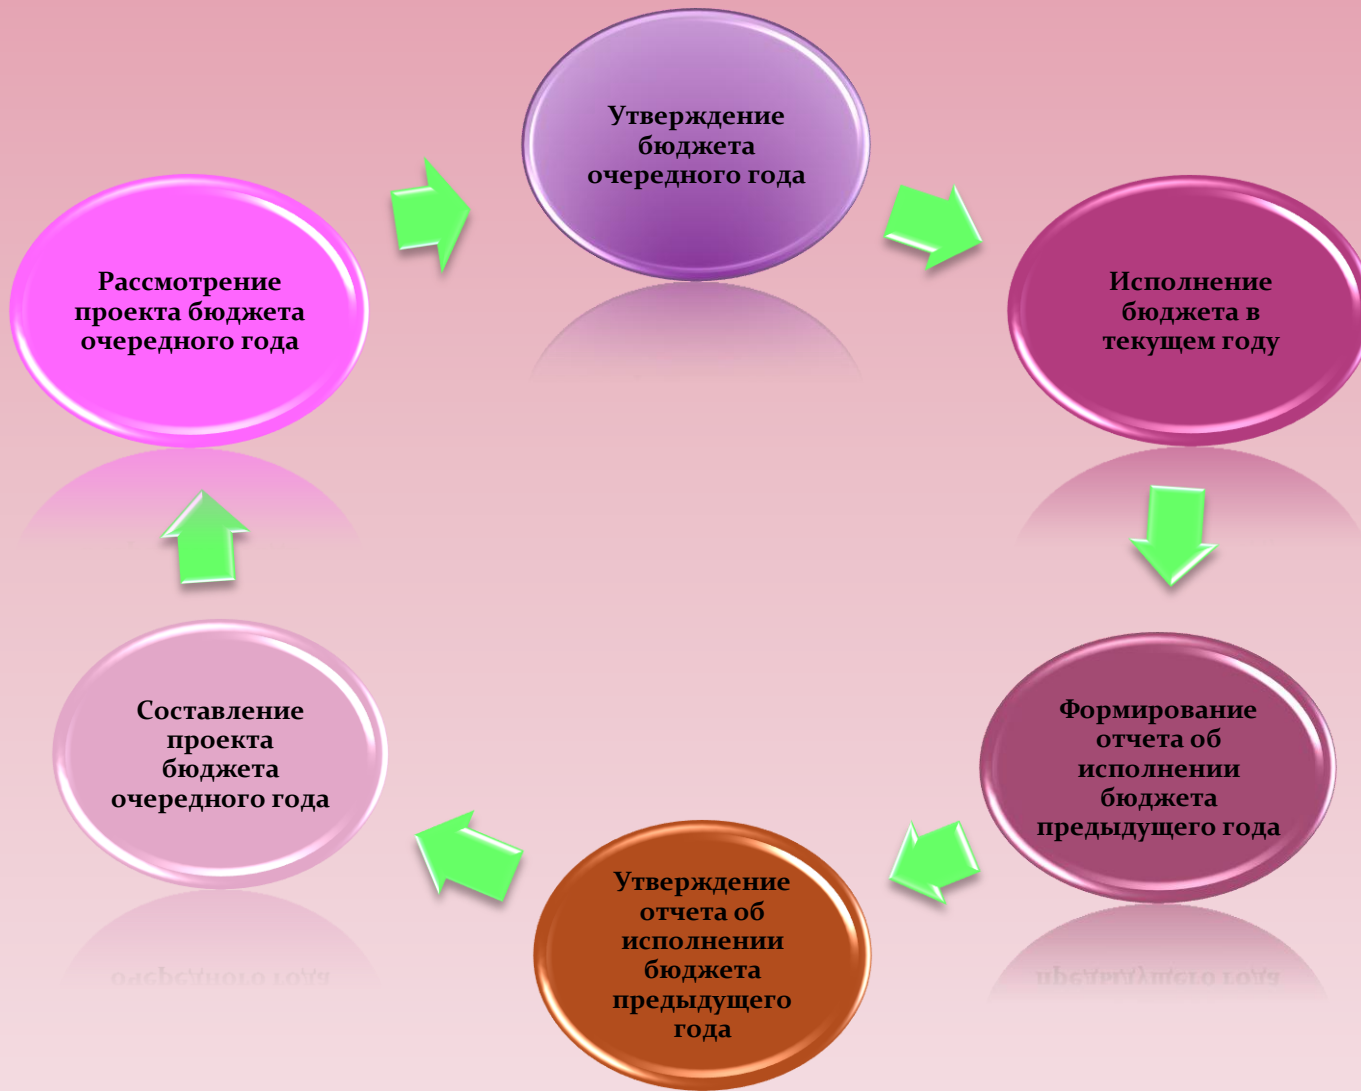 Утверждение
бюджета
очередного года
Рассмотрение
проекта бюджета
очередного года
Исполнение
бюджета в
текущем году
Составление
проекта
бюджета
очередного года
Формирование
отчета об
исполнении
бюджета
предыдущего года
Утверждение
отчета об
исполнении
бюджета
предыдущего
года